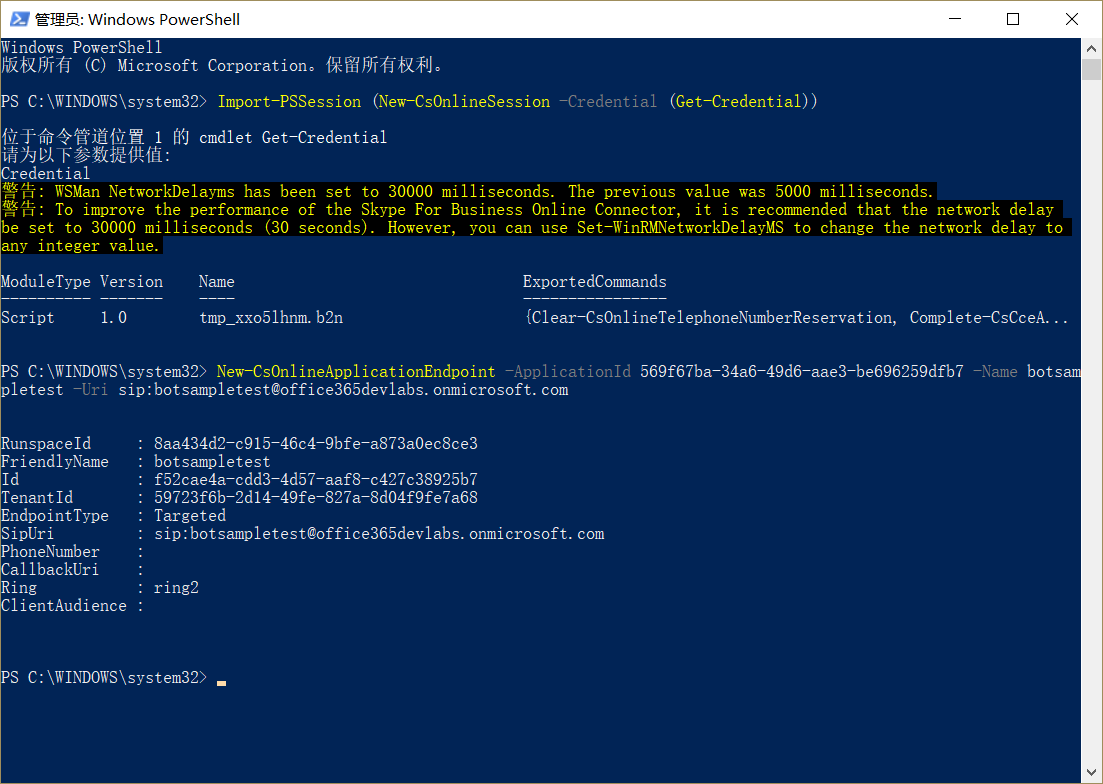 管理员: Windows PowerShell
Windows PowerShell
版权所有 (C) Microsoft Corporation。保留所有权利。
PS C:\WINDOWS\system32> Import-PSSession (New-CsOnlineSession -Credential (Get-Credential))
位于命令管道位置 1 的 cmdlet Get-Credential
请为以下参数提供值:
Credential
警告: WSMan NetworkDelayms has been set to 30000 milliseconds. The previous value was 5000 milliseconds.
警告: To improve the performance of the Skype For Business Online Connector, it is recommended that the network delay
be set to 30000 milliseconds (30 seconds). However, you can use Set-WinRMNetworkDelayMS to change the network delay to
any integer value.
ModuleType Version    Name                                ExportedCommands
---------- -------    ----                                ----------------
Script     1.0        tmp_xxo5lhnm.b2n                    {Clear-CsOnlineTelephoneNumberReservation, Complete-CsCceA...
PS C:\WINDOWS\system32> New-CsOnlineApplicationEndpoint -ApplicationId 569f67ba-34a6-49d6-aae3-be696259dfb7 -Name botsam
pletest -Uri sip:botsampletest@office365devlabs.onmicrosoft.com
RunspaceId     : 8aa434d2-c915-46c4-9bfe-a873a0ec8ce3
FriendlyName   : botsampletest
Id             : f52cae4a-cdd3-4d57-aaf8-c427c38925b7
TenantId       : 59723f6b-2d14-49fe-827a-8d04f9fe7a68
EndpointType   : Targeted
SipUri         : sip:botsampletest@office365devlabs.onmicrosoft.com
PhoneNumber    :
CallbackUri    :
Ring           : ring2
ClientAudience :
PS C:\WINDOWS\system32>